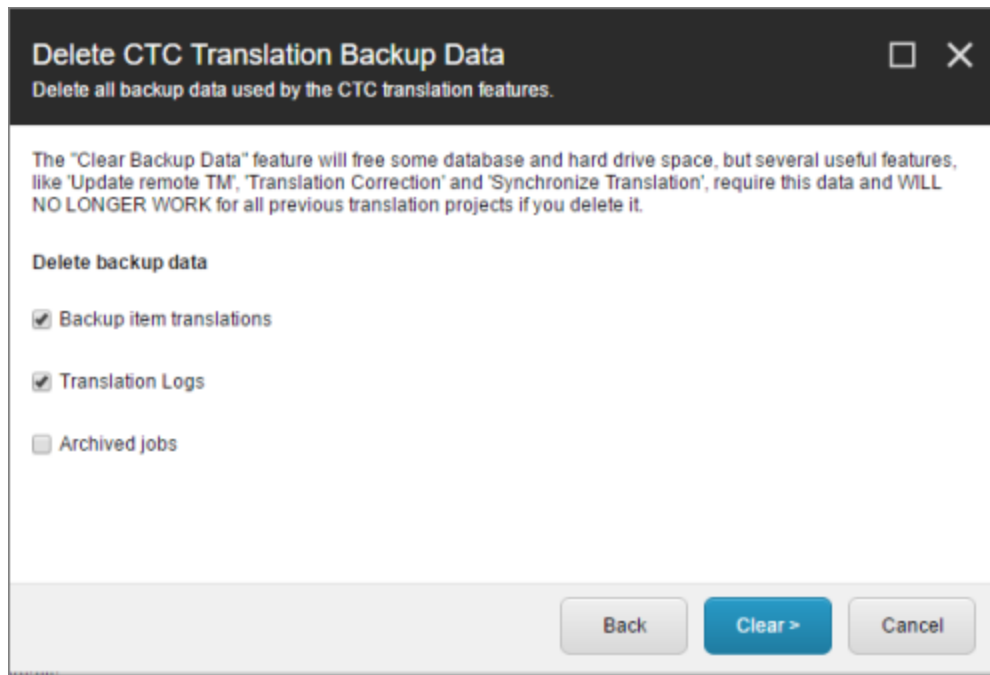 Delete CTC Translation Backup Data
Delete all backup data used by the CTC translation features.
The "Clear Backup Data" feature will free some database and hard drive space, but several useful features,
like 'Update remote TM', 'Translation Correction' and 'Synchronize Translation', require this data and WILL
NO LONGER WORK for all previous translation projects if you delete it.
Delete backup data
Backup item translations
Translation Logs
Archived jobs
Back
Clear >
Cancel